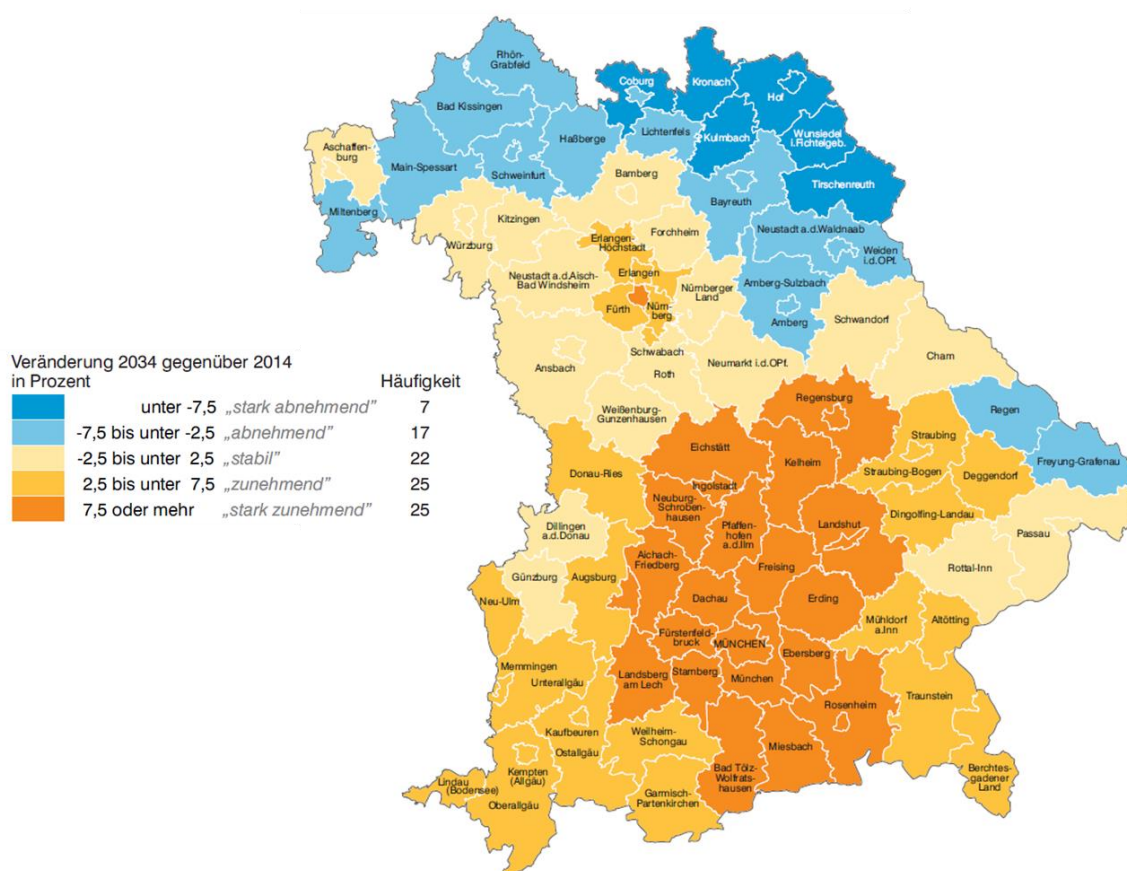 Rhön-
Grabfeld
Coburg
Kronach
Hof
Bad Kissingen
Lichtenfels
Kulmbach
Wunsiedel
i.Fichtelgeb.
Haßberge
Aschaffen-
burg
Main-Spessart
Schweinfurt
Bamberg
Tirschenreuth
Bayreuth
Miltenberg
Kitzingen
Forchheim
Neustadt a.d.Waldnaab
Würzburg
Erlangen-
Höchstadt
Weiden
i.d.OPf.
Neustadt a.d.Aisch-
Bad Windsheim
Erlangen
Nürnberger
Land
Amberg-Sulzbach
Fürth
Nürn-
berg
Amberg
Schwandorf
Schwabach
Ansbach
Roth
Neumarkt i.d.OPf.
Cham
Weißenburg-
Gunzenhausen
Regensburg
Regen
Eichstätt
Straubing
Kelheim
Freyung-Grafenau
Donau-Ries
Straubing-Bogen
Deggendorf
Ingolstadt
Neuburg-
Schrobenhausen
Dingolfing-Landau
Dillingen
a.d.Donau
Pfaffen-
hofen
a.d.Ilm
Landshut
Passau
Aichach-
Friedberg
Rottal-Inn
Günzburg
Augsburg
Freising
Neu-Ulm
Dachau
Erding
Mühldorf
a.Inn
Altötting
Fürstenfeld-
bruck
MÜNCHEN
Ebersberg
Memmingen
Unterallgäu
Landsberg
am Lech
Starnberg
München
Traunstein
Rosenheim
Kaufbeuren
Weilheim-
Schongau
Ostallgäu
Miesbach
Bad Tölz-
Wolfrats-
hausen
Berchtes-
gadener
Land
Lindau
(Bodensee)
Kempten
(Allgäu)
Oberallgäu
Garmisch-
Partenkirchen
Veränderung 2034 gegenüber 2014
in Prozent Häufigkeit
unter -7,5 „stark abnehmend” 7
-7,5 bis unter -2,5 „abnehmend” 17
-2,5 bis unter 2,5 „stabil” 22
2,5 bis unter 7,5 „zunehmend” 25
7,5 oder mehr „stark zunehmend” 25